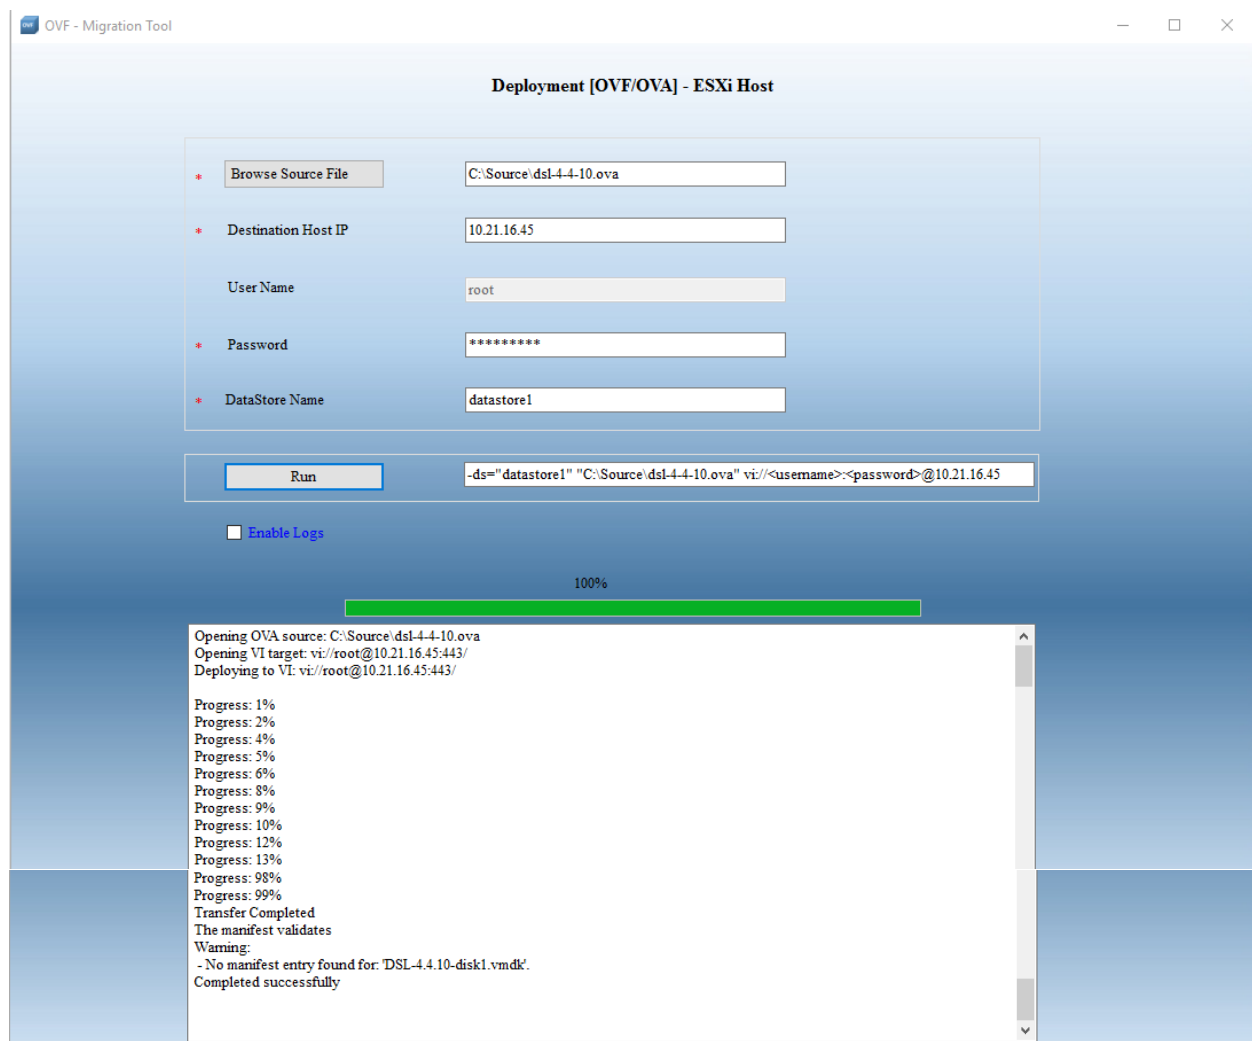 OVF
OVF - Migration Tool
Deployment [OVF/OVA] - ESXi Host
* Browse Source File C:\Source\dsl-4-4-10.ova
* Destination Host IP 10.21.16.45
User Name root
* Password *********
* DataStore Name datastore1
Run -ds="datastore1" "C:\Source\dsl-4-4-10.ova" vi://<username>:<password>@10.21.16.45
Enable Logs
100%
Opening OVA source: C:\Source\dsl-4-4-10.ova
Opening VI target: vi://root@10.21.16.45:443/
Deploying to VI: vi://root@10.21.16.45:443/
Progress: 1%
Progress: 2%
Progress: 4%
Progress: 5%
Progress: 6%
Progress: 8%
Progress: 9%
Progress: 10%
Progress: 12%
Progress: 13%
Progress: 98%
Progress: 99%
Transfer Completed
The manifest validates
Warning:
- No manifest entry found for: 'DSL-4.4.10-disk1.vmdk'.
Completed successfully